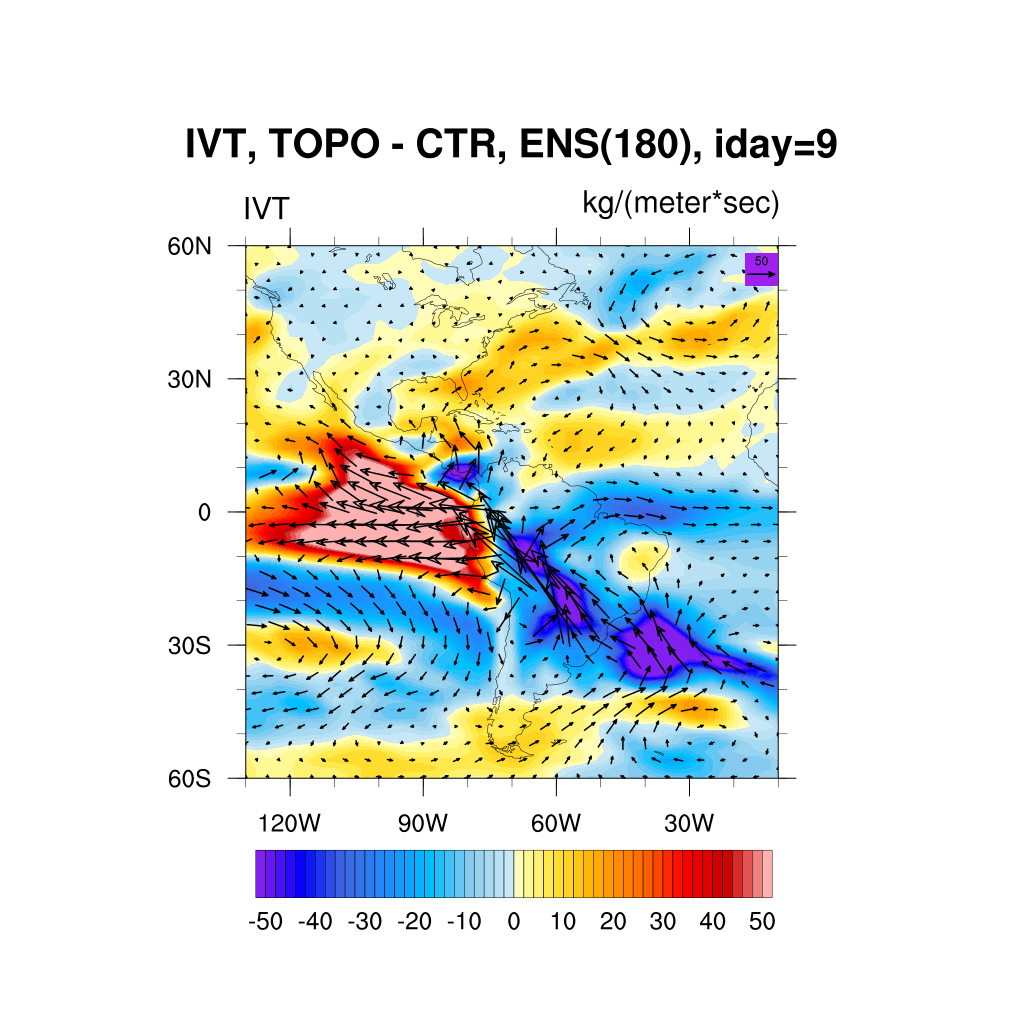 IVT, TOPO - CTR, ENS(180), iday=9
IVT kg/(meter*sec)
60N
50
30N
0
30S
60S
120W 90W 60W 30W
-50 -40 -30 -20 -10 0 10 20 30 40 50